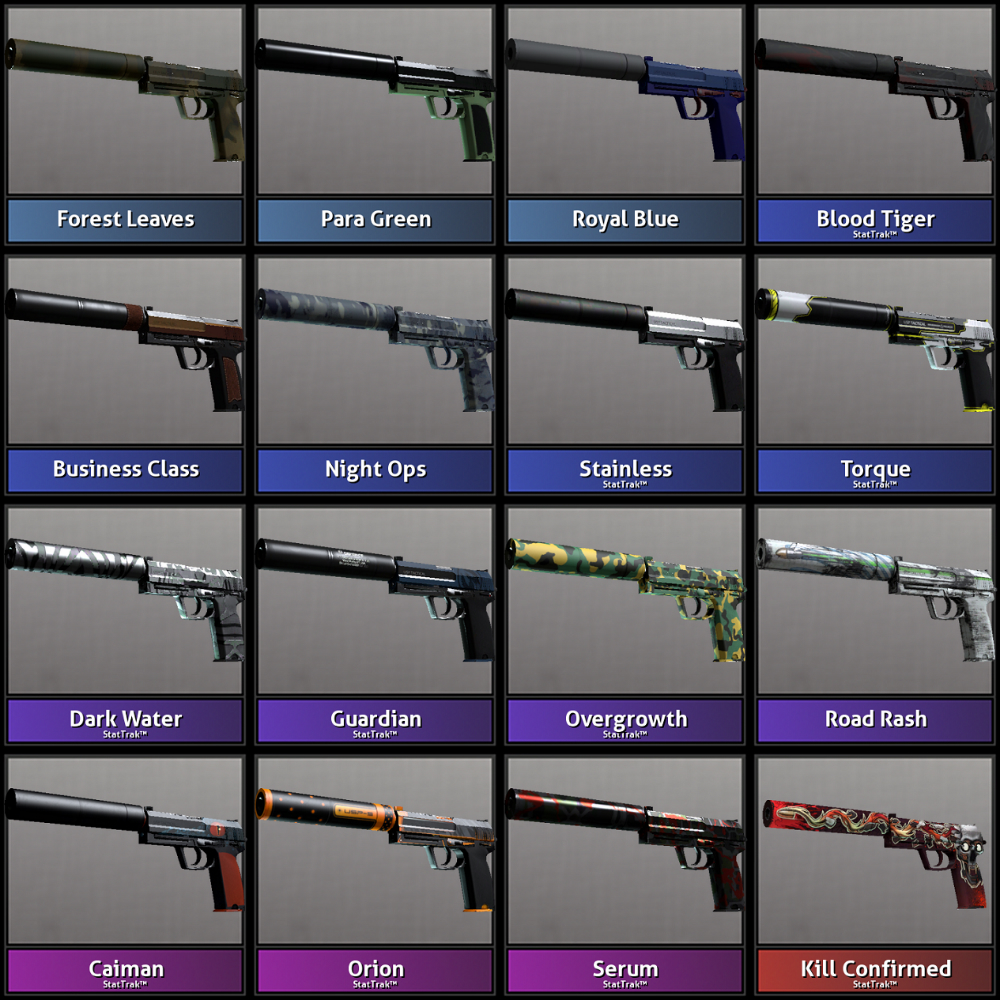 Forest Leaves
Para Green
Royal Blue
Blood Tiger
StatTrak™
Business Class
Night Ops
Stainless
StatTrak™
Torque
StatTrak™
Dark Water
StatTrak™
Guardian
StatTrak™
Overgrowth
StatTrak™
Road Rash
Caiman
StatTrak™
Orion
StatTrak™
Serum
StatTrak™
Kill Confirmed
StatTrak™